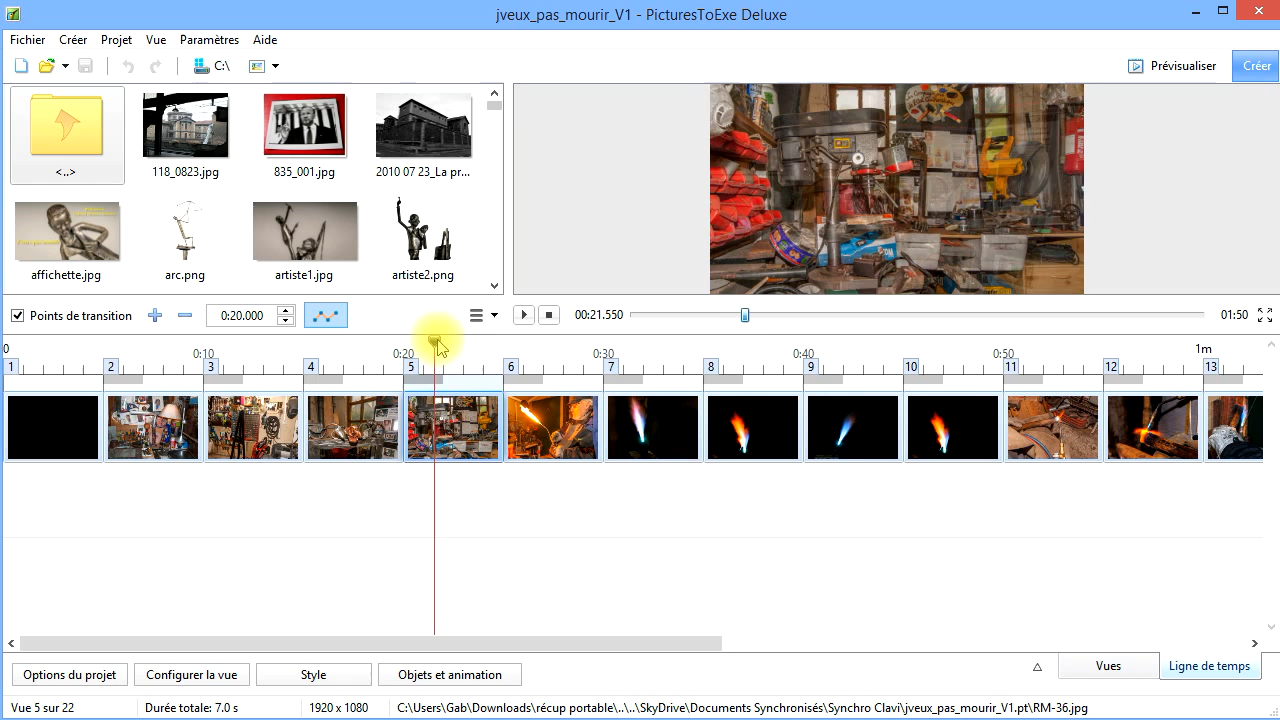 jveux_pas_mourir_V1 - PicturesToExe Deluxe
Fichier Créer Projet Vue Paramètres Aide
C:\ Prévisualiser Créer
<..> 118_0823.jpg 835_001.jpg 2010 07 23_La pr...
affichette.jpg arc.png artiste1.jpg artiste2.png
Points de transition 0:20.000 00:21.550 01:50
0 0:10 0:20 0:30 0:40 0:50 1m
1 2 3 4 5 6 7 8 9 10 11 12 13
Options du projet Configurer la vue Style Objets et animation Vues Ligne de temps
Vue 5 sur 22 Durée totale: 7.0 s 1920 x 1080 C:\Users\Gab\Downloads\récup portable\..\..\SkyDrive\Documents Synchronisés\Synchro Clavi\jveux_pas_mourir_V1.pt\RM-36.jpg